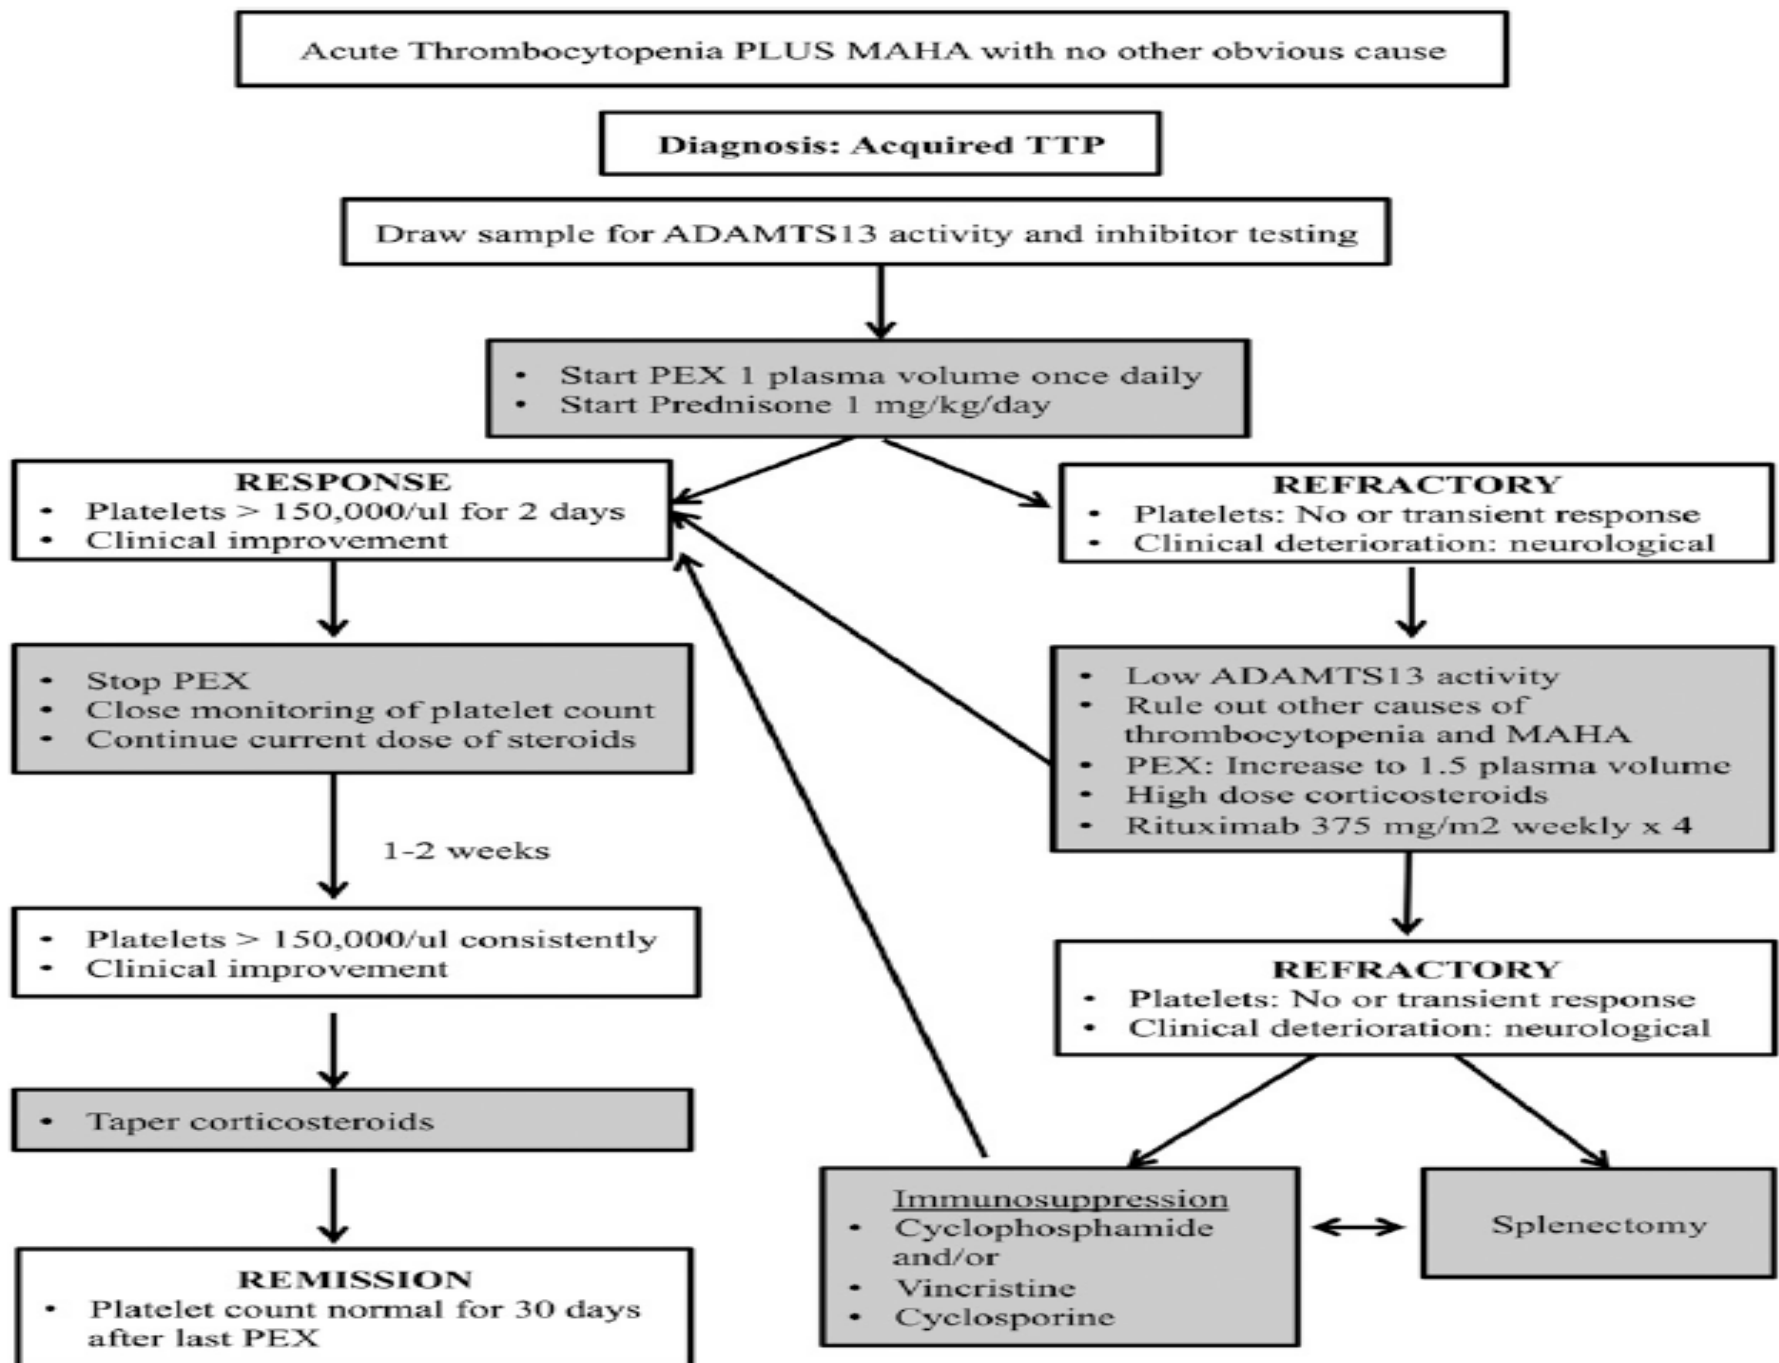 Acute Thrombocytopenia PLUS MAHA with no other obvious cause
Diagnosis: Acquired TTP
Draw sample for ADAMTS13 activity and inhibitor testing
• Start PEX 1 plasma volume once daily
• Start Prednisone 1 mg/kg/day
RESPONSE
• Platelets > 150,000/ul for 2 days
• Clinical improvement
REFRACTORY
• Platelets: No or transient response
• Clinical deterioration: neurological
• Stop PEX
• Close monitoring of platelet count
• Continue current dose of steroids
• Low ADAMTS13 activity
• Rule out other causes of
thrombocytopenia and MAHA
• PEX: Increase to 1.5 plasma volume
• High dose corticosteroids
• Rituximab 375 mg/m2 weekly x 4
1-2 weeks
• Platelets > 150,000/ul consistently
• Clinical improvement
REFRACTORY
• Platelets: No or transient response
• Clinical deterioration: neurological
• Taper corticosteroids
Immunosuppression
• Cyclophosphamide
and/or
• Vincristine
• Cyclosporine
Splenectomy
REMISSION
• Platelet count normal for 30 days
after last PEX